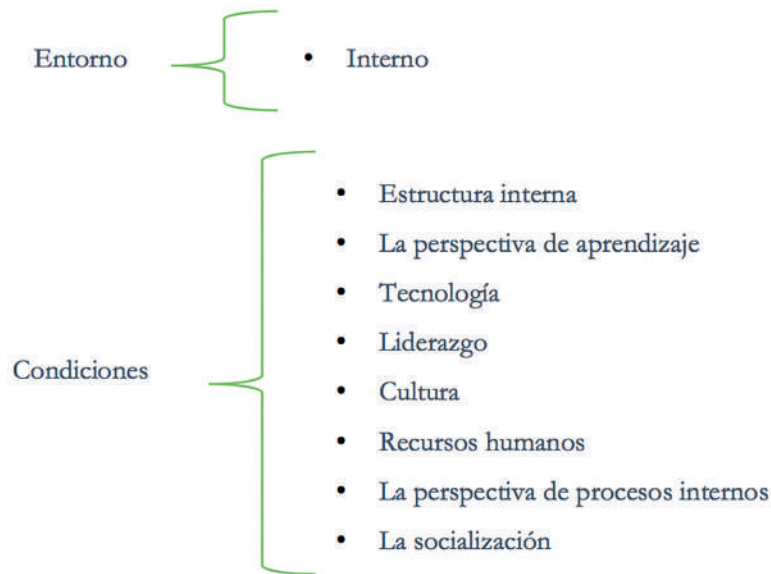 Entorno
• Interno
• Estructura interna
• La perspectiva de aprendizaje
• Tecnología
• Liderazgo
Condiciones
• Cultura
• Recursos humanos
• La perspectiva de procesos internos
• La socialización